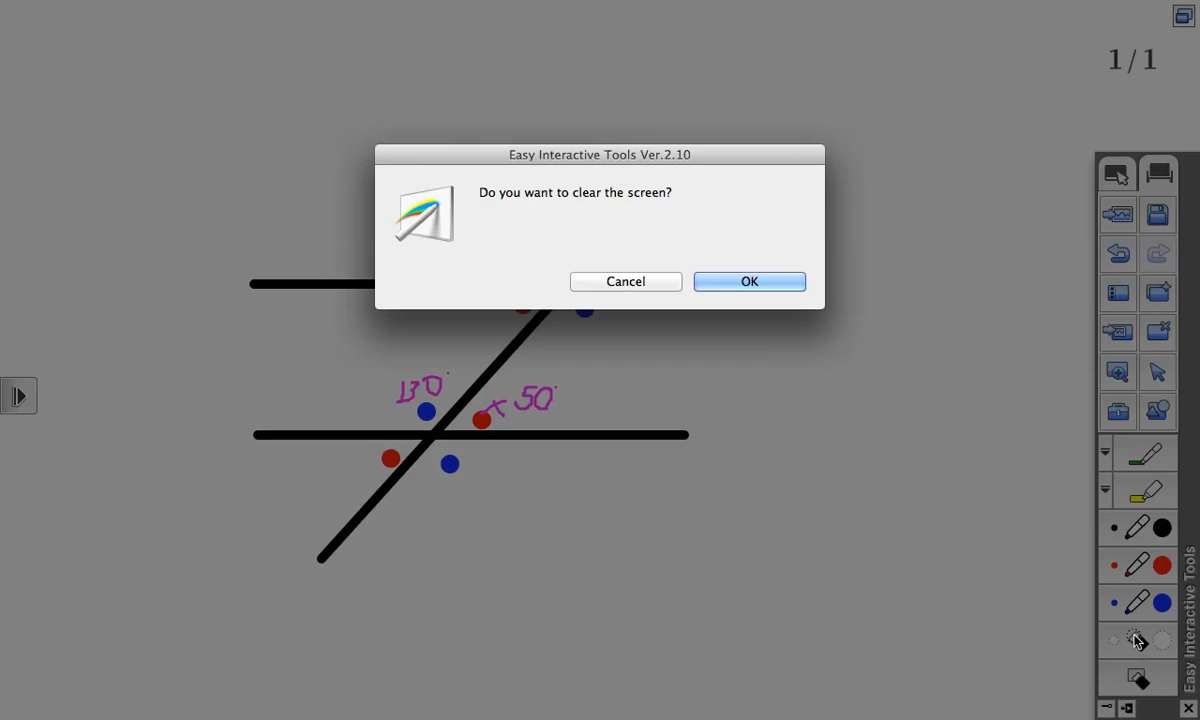 1/1
Easy Interactive Tools Ver.2.10
Do you want to clear the screen?
Cancel
OK
130°
x 50°
Easy Interactive Tools